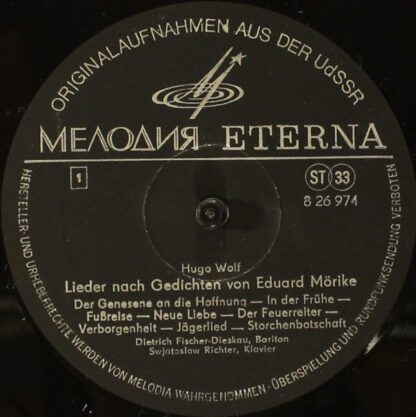 ORIGINALAUFNAHMEN AUS DER UdSSR
МЕЛОДИЯ ETERNA
1
ST 33
8 26 974
Hugo Wolf
Lieder nach Gedichten von Eduard Mörike
Der Genesene an die Hoffnung — In der Frühe —
Fußreise — Neue Liebe — Der Feuerreiter —
Verborgenheit — Jägerlied — Storchenbotschaft
Dietrich Fischer-Dieskau, Bariton
Swjatoslaw Richter, Klavier
HERSTELLER- UND URHEBERRECHTE WERDEN VON MELODIA WAHRGENOMMEN · ÜBERSPIELUNG UND RUNDFUNKSENDUNG VERBOTEN